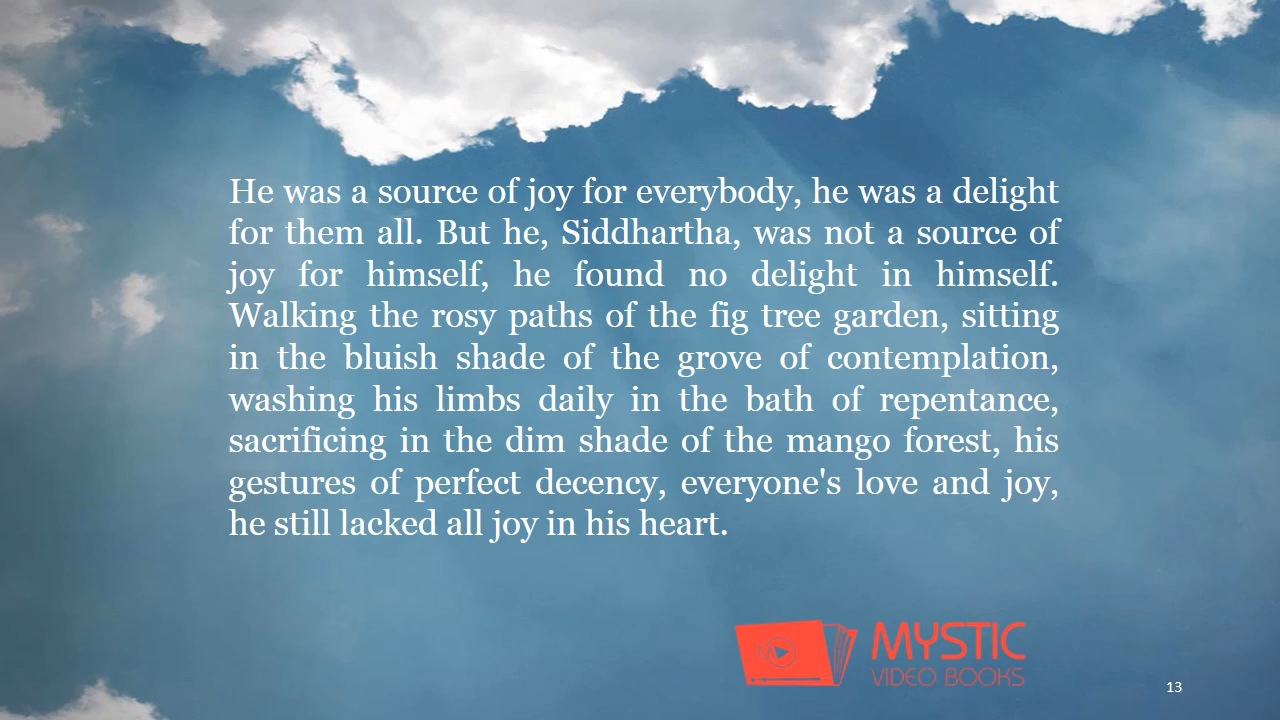 He was a source of joy for everybody, he was a delight
for them all. But he, Siddhartha, was not a source of
joy for himself, he found no delight in himself.
Walking the rosy paths of the fig tree garden, sitting
in the bluish shade of the grove of contemplation,
washing his limbs daily in the bath of repentance,
sacrificing in the dim shade of the mango forest, his
gestures of perfect decency, everyone's love and joy,
he still lacked all joy in his heart.
MYSTIC
VIDEO BOOKS
13